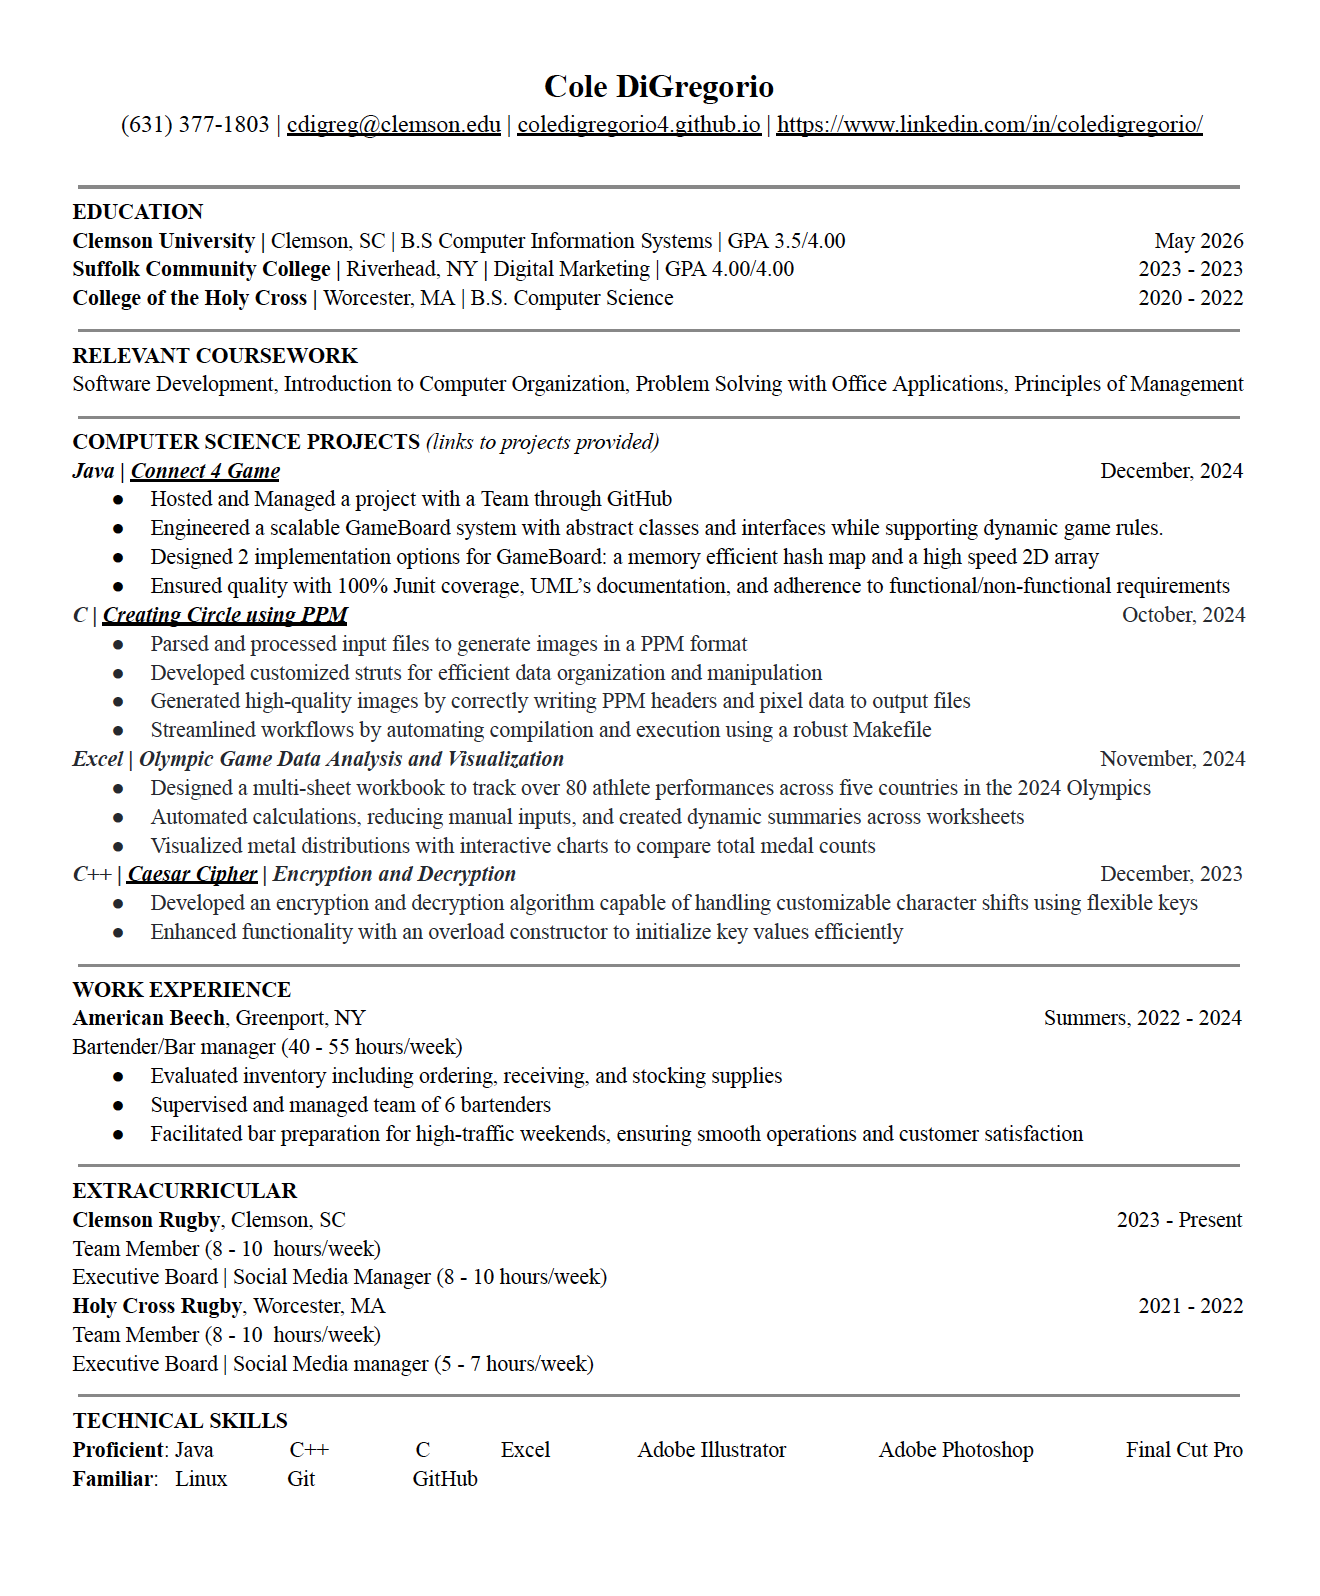 Cole DiGregorio
(631) 377-1803 | cdigreg@clemson.edu | coledigregorio4.github.io | https://www.linkedin.com/in/coledigregorio/
EDUCATION
Clemson University | Clemson, SC | B.S Computer Information Systems | GPA 3.5/4.00 May 2026
Suffolk Community College | Riverhead, NY | Digital Marketing | GPA 4.00/4.00 2023 - 2023
College of the Holy Cross | Worcester, MA | B.S. Computer Science 2020 - 2022
RELEVANT COURSEWORK
Software Development, Introduction to Computer Organization, Problem Solving with Office Applications, Principles of Management
COMPUTER SCIENCE PROJECTS (links to projects provided)
Java | Connect 4 Game December, 2024
● Hosted and Managed a project with a Team through GitHub
● Engineered a scalable GameBoard system with abstract classes and interfaces while supporting dynamic game rules.
● Designed 2 implementation options for GameBoard: a memory efficient hash map and a high speed 2D array
● Ensured quality with 100% Junit coverage, UML's documentation, and adherence to functional/non-functional requirements
C | Creating Circle using PPM October, 2024
● Parsed and processed input files to generate images in a PPM format
● Developed customized struts for efficient data organization and manipulation
● Generated high-quality images by correctly writing PPM headers and pixel data to output files
● Streamlined workflows by automating compilation and execution using a robust Makefile
Excel | Olympic Game Data Analysis and Visualization November, 2024
● Designed a multi-sheet workbook to track over 80 athlete performances across five countries in the 2024 Olympics
● Automated calculations, reducing manual inputs, and created dynamic summaries across worksheets
● Visualized metal distributions with interactive charts to compare total medal counts
C++ | Caesar Cipher | Encryption and Decryption December, 2023
● Developed an encryption and decryption algorithm capable of handling customizable character shifts using flexible keys
● Enhanced functionality with an overload constructor to initialize key values efficiently
WORK EXPERIENCE
American Beech, Greenport, NY Summers, 2022 - 2024
Bartender/Bar manager (40 - 55 hours/week)
● Evaluated inventory including ordering, receiving, and stocking supplies
● Supervised and managed team of 6 bartenders
● Facilitated bar preparation for high-traffic weekends, ensuring smooth operations and customer satisfaction
EXTRACURRICULAR
Clemson Rugby, Clemson, SC 2023 - Present
Team Member (8 - 10 hours/week)
Executive Board | Social Media Manager (8 - 10 hours/week)
Holy Cross Rugby, Worcester, MA 2021 - 2022
Team Member (8 - 10 hours/week)
Executive Board | Social Media manager (5 - 7 hours/week)
TECHNICAL SKILLS
Proficient: Java C++ C Excel Adobe Illustrator Adobe Photoshop Final Cut Pro
Familiar: Linux Git GitHub